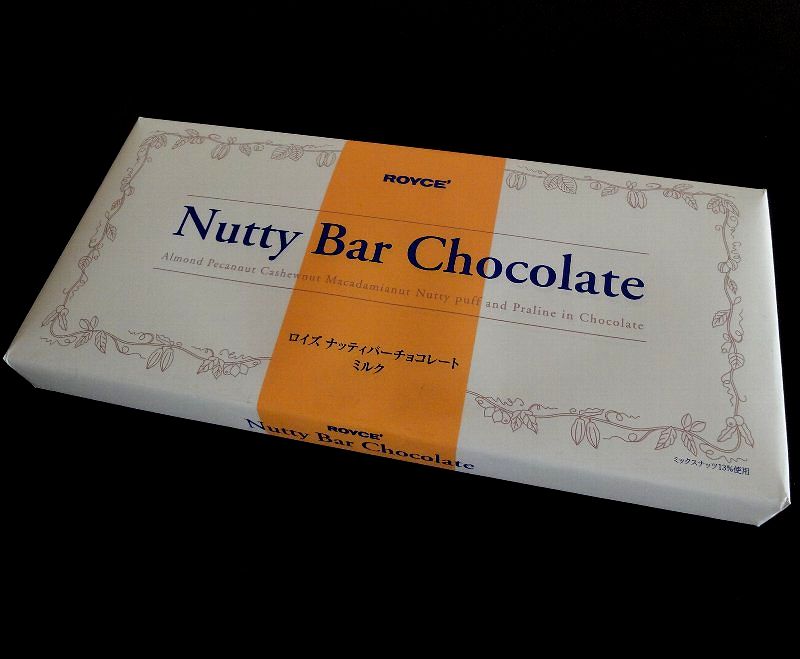 ROYCE'
Nutty Bar Chocolate
Almond Pecannut Cashewnut Macadamianut Nutty puff and Praline in Chocolate
ロイズ ナッティバーチョコレート
ミルク
ミックスナッツ13%使用
ROYCE'
Nutty Bar Chocolate